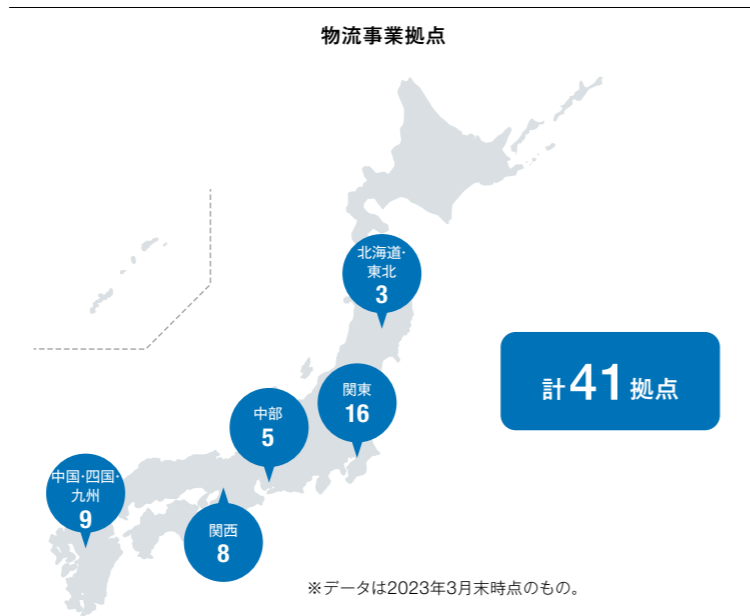 物流事業拠点
北海道・
東北
3
関東
16
中部
5
中国・四国・
九州
9
関西
8
計41拠点
※データは2023年3月末時点のもの。